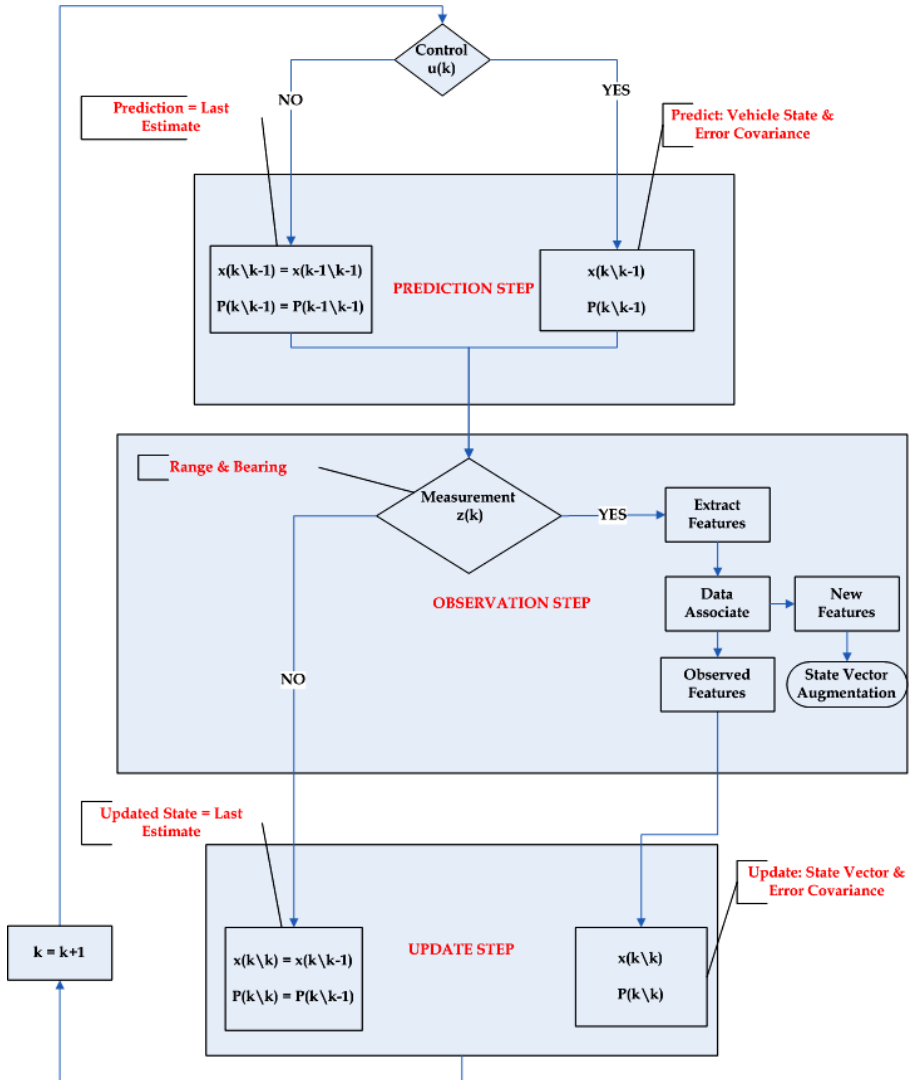 Control
u(k)
NO
YES
Prediction = Last
Estimate
Predict: Vehicle State &
Error Covariance
x(k\k-1) = x(k-1\k-1)
P(k\k-1) = P(k-1\k-1)
PREDICTION STEP
x(k\k-1)
P(k\k-1)
Range & Bearing
Measurement
z(k)
YES
Extract
Features
OBSERVATION STEP
Data
Associate
New
Features
NO
Observed
Features
State Vector
Augmentation
Updated State = Last
Estimate
Update: State Vector &
Error Covariance
k = k+1
x(k\k) = x(k\k-1)
P(k\k) = P(k\k-1)
UPDATE STEP
x(k\k)
P(k\k)